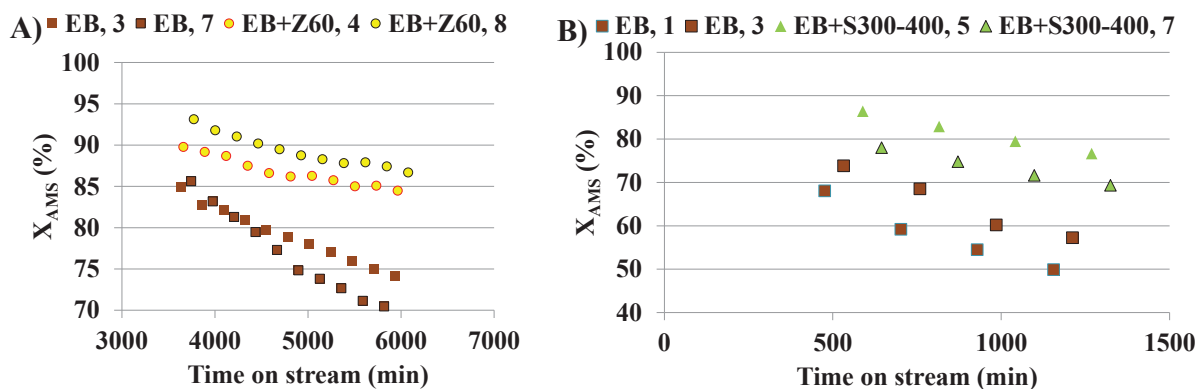 A) EB, 3 EB, 7 EB+Z60, 4 EB+Z60, 8
100
95
90
85
80
75
70
X_AMS (%)
3000 4000 5000 6000 7000
Time on stream (min)
B) EB, 1 EB, 3 EB+S300-400, 5 EB+S300-400, 7
100
90
80
70
60
50
40
X_AMS (%)
0 500 1000 1500
Time on stream (min)